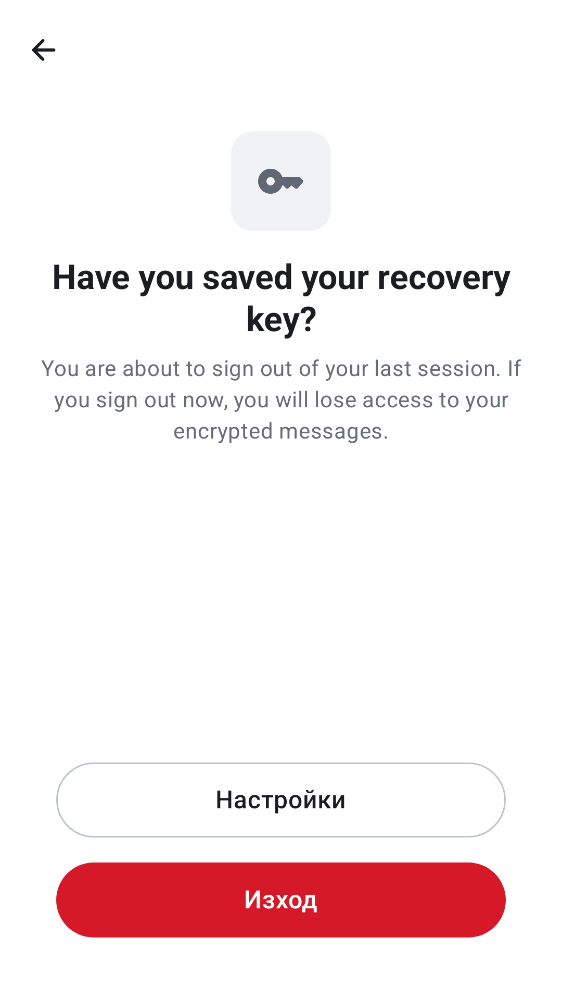 Have you saved your recovery
key?
You are about to sign out of your last session. If
you sign out now, you will lose access to your
encrypted messages.
Настройки
Изход